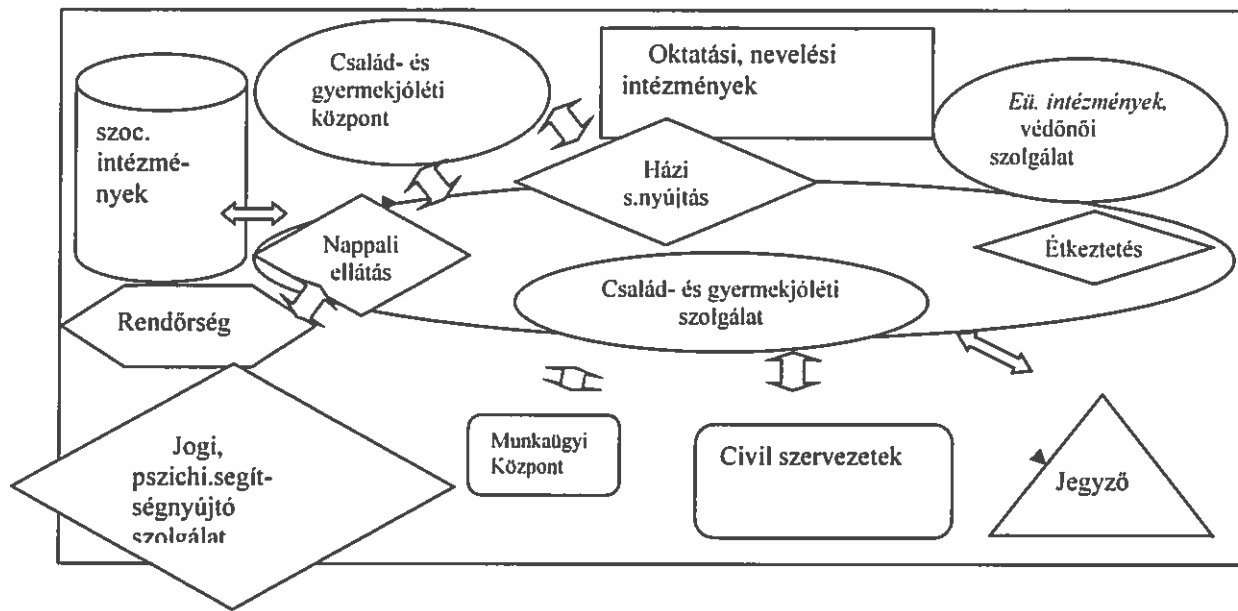 Család- és
gyermekjóléti
központ
Oktatási, nevelési
intézmények
Eü. intézmények,
védőnői
szolgálat
szoc.
intézmé-
nyek
Házi
s.nyújtás
Nappali
ellátás
Étkeztetés
Család- és gyermekjóléti
szolgálat
Rendőrség
Jogi,
pszichi.segít-
ségnyújtó
szolgálat
Munkaügyi
Központ
Civil szervezetek
Jegyző